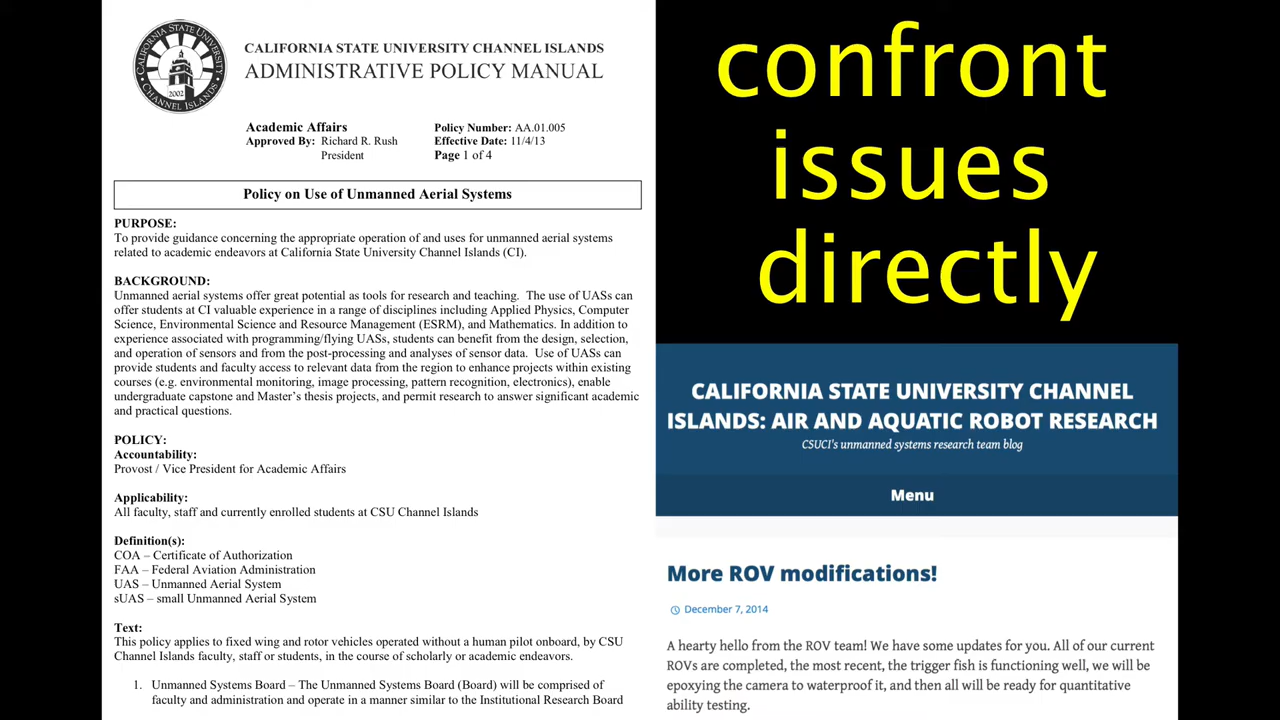 CALIFORNIA STATE UNIVERSITY CHANNEL ISLANDS
ADMINISTRATIVE POLICY MANUAL
CALIFORNIA STATE UNIVERSITY
• CHANNEL ISLANDS •
2002
Academic Affairs
Approved By: Richard R. Rush
President
Policy Number: AA.01.005
Effective Date: 11/4/13
Page 1 of 4
Policy on Use of Unmanned Aerial Systems
PURPOSE:
To provide guidance concerning the appropriate operation of and uses for unmanned aerial systems
related to academic endeavors at California State University Channel Islands (CI).
BACKGROUND:
Unmanned aerial systems offer great potential as tools for research and teaching. The use of UASs can
offer students at CI valuable experience in a range of disciplines including Applied Physics, Computer
Science, Environmental Science and Resource Management (ESRM), and Mathematics. In addition to
experience associated with programming/flying UASs, students can benefit from the design, selection,
and operation of sensors and from the post-processing and analyses of sensor data. Use of UASs can
provide students and faculty access to relevant data from the region to enhance projects within existing
courses (e.g. environmental monitoring, image processing, pattern recognition, electronics), enable
undergraduate capstone and Master's thesis projects, and permit research to answer significant academic
and practical questions.
POLICY:
Accountability:
Provost / Vice President for Academic Affairs
Applicability:
All faculty, staff and currently enrolled students at CSU Channel Islands
Definition(s):
COA – Certificate of Authorization
FAA – Federal Aviation Administration
UAS – Unmanned Aerial System
sUAS – small Unmanned Aerial System
Text:
This policy applies to fixed wing and rotor vehicles operated without a human pilot onboard, by CSU
Channel Islands faculty, staff or students, in the course of scholarly or academic endeavors.
1. Unmanned Systems Board – The Unmanned Systems Board (Board) will be comprised of
faculty and administration and operate in a manner similar to the Institutional Research Board
confront
issues
directly
CALIFORNIA STATE UNIVERSITY CHANNEL
ISLANDS: AIR AND AQUATIC ROBOT RESEARCH
CSUCI's unmanned systems research team blog
Menu
More ROV modifications!
December 7, 2014
A hearty hello from the ROV team! We have some updates for you. All of our current
ROVs are completed, the most recent, the trigger fish is functioning well, we will be
epoxying the camera to waterproof it, and then all will be ready for quantitative
ability testing.